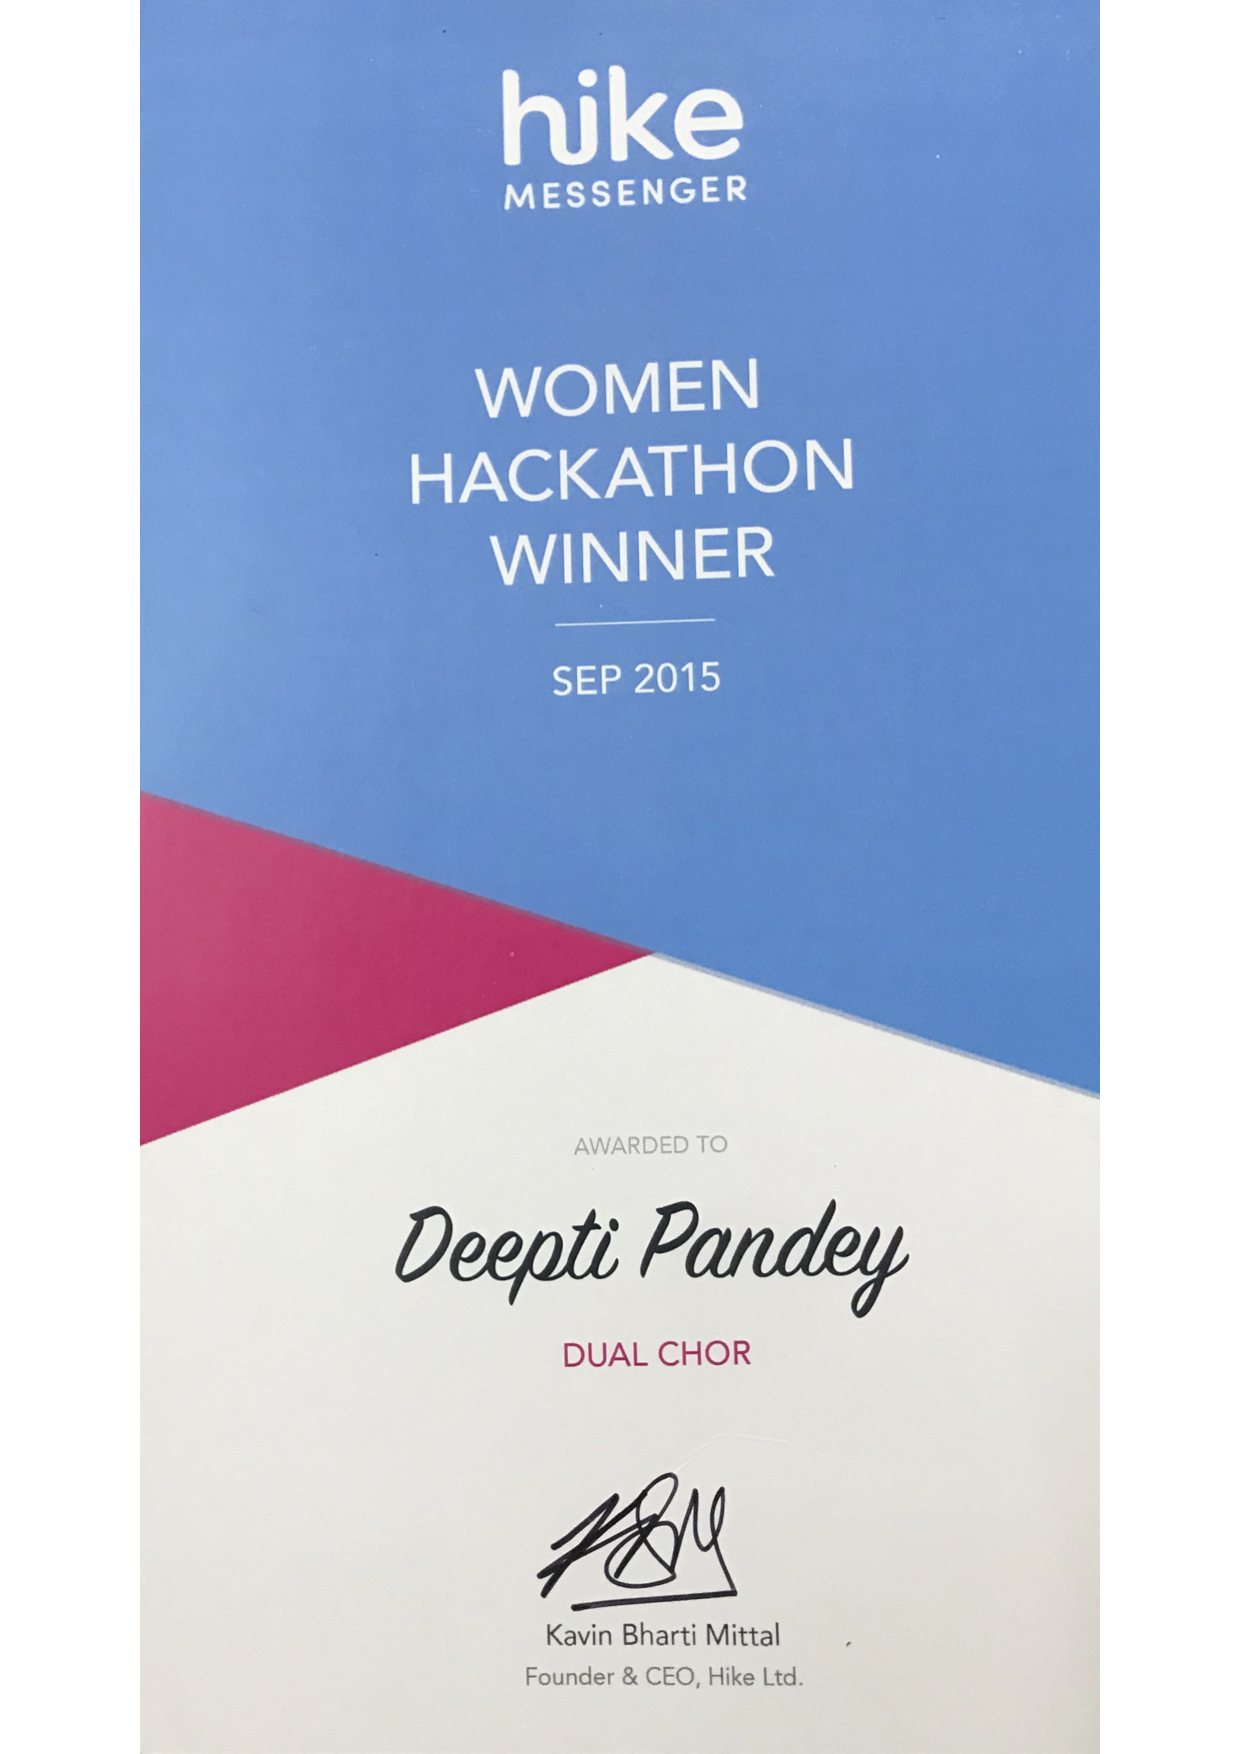 hike
MESSENGER
WOMEN
HACKATHON
WINNER
SEP 2015
AWARDED TO
Deepti Pandey
DUAL CHOR
Kavin Bharti Mittal
Founder & CEO, Hike Ltd.